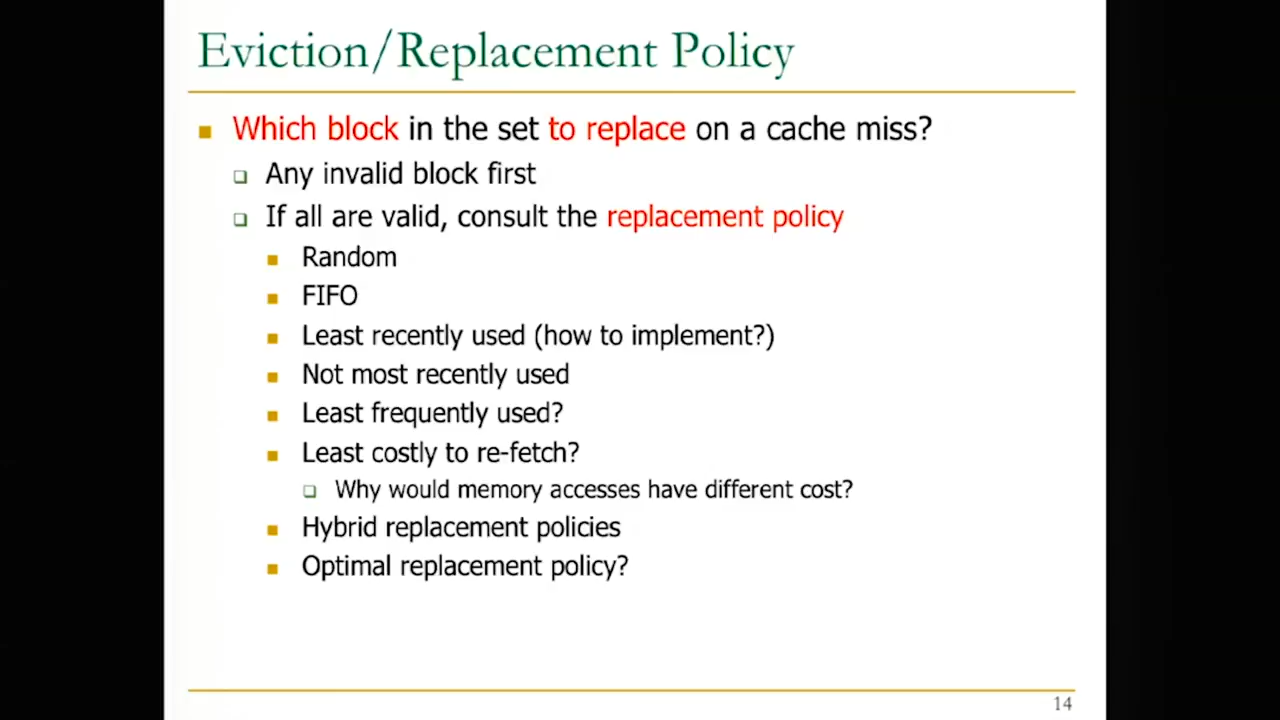 Eviction/Replacement Policy
Which block in the set to replace on a cache miss?
Any invalid block first
If all are valid, consult the replacement policy
Random
FIFO
Least recently used (how to implement?)
Not most recently used
Least frequently used?
Least costly to re-fetch?
Why would memory accesses have different cost?
Hybrid replacement policies
Optimal replacement policy?
14